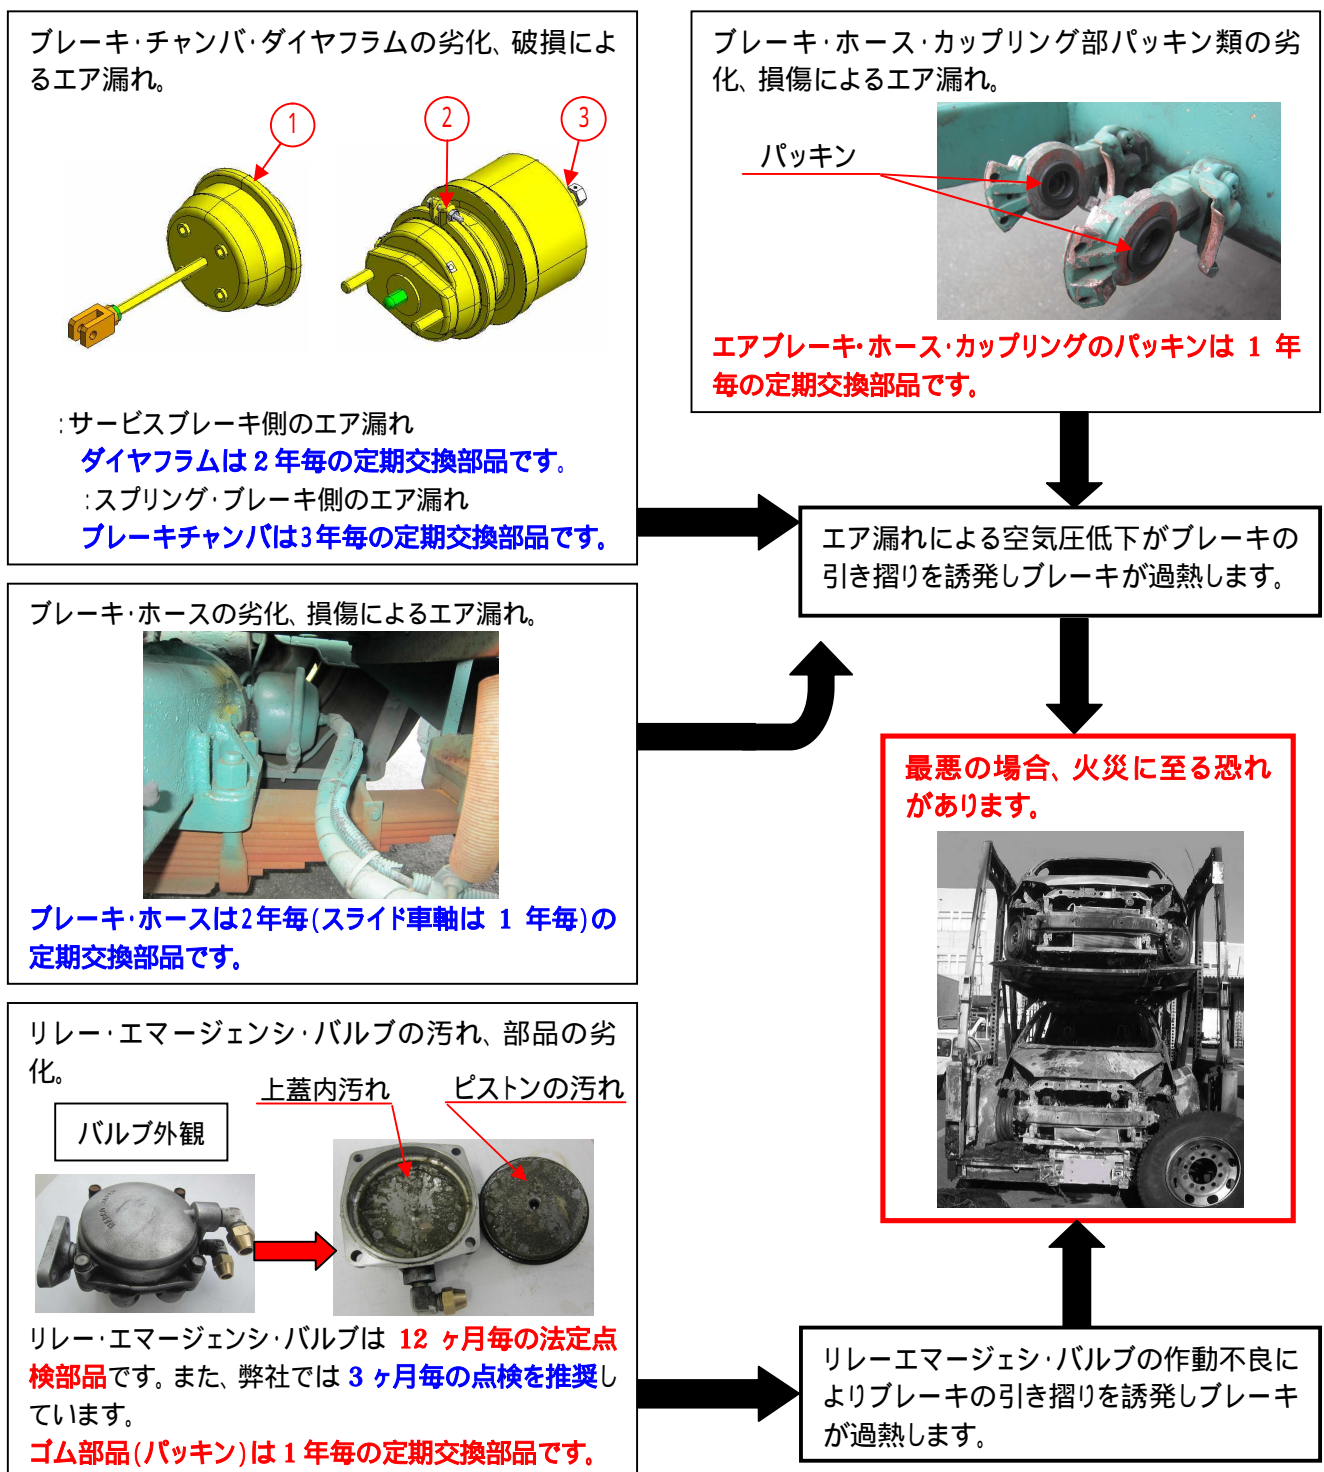 ブレーキ・チャンバ・ダイヤフラムの劣化、破損によ
るエア漏れ。
1
2
3
:サービスブレーキ側のエア漏れ
ダイヤフラムは2年毎の定期交換部品です。
:スプリング・ブレーキ側のエア漏れ
ブレーキチャンバは3年毎の定期交換部品です。
ブレーキ・ホース・カップリング部パッキン類の劣
化、損傷によるエア漏れ。
パッキン
エアブレーキ・ホース・カップリングのパッキンは 1 年
毎の定期交換部品です。
エア漏れによる空気圧低下がブレーキの
引き摺りを誘発しブレーキが過熱します。
ブレーキ・ホースの劣化、損傷によるエア漏れ。
ブレーキ・ホースは2年毎(スライド車軸は 1 年毎)の
定期交換部品です。
最悪の場合、火災に至る恐れ
があります。
リレー・エマージェンシ・バルブの汚れ、部品の劣
化。
上蓋内汚れ
ピストンの汚れ
バルブ外観
リレー・エマージェンシ・バルブは 12 ヶ月毎の法定点
検部品です。また、弊社では 3 ヶ月毎の点検を推奨し
ています。
ゴム部品(パッキン)は 1 年毎の定期交換部品です。
リレーエマージェシ・バルブの作動不良に
よりブレーキの引き摺りを誘発しブレーキ
が過熱します。